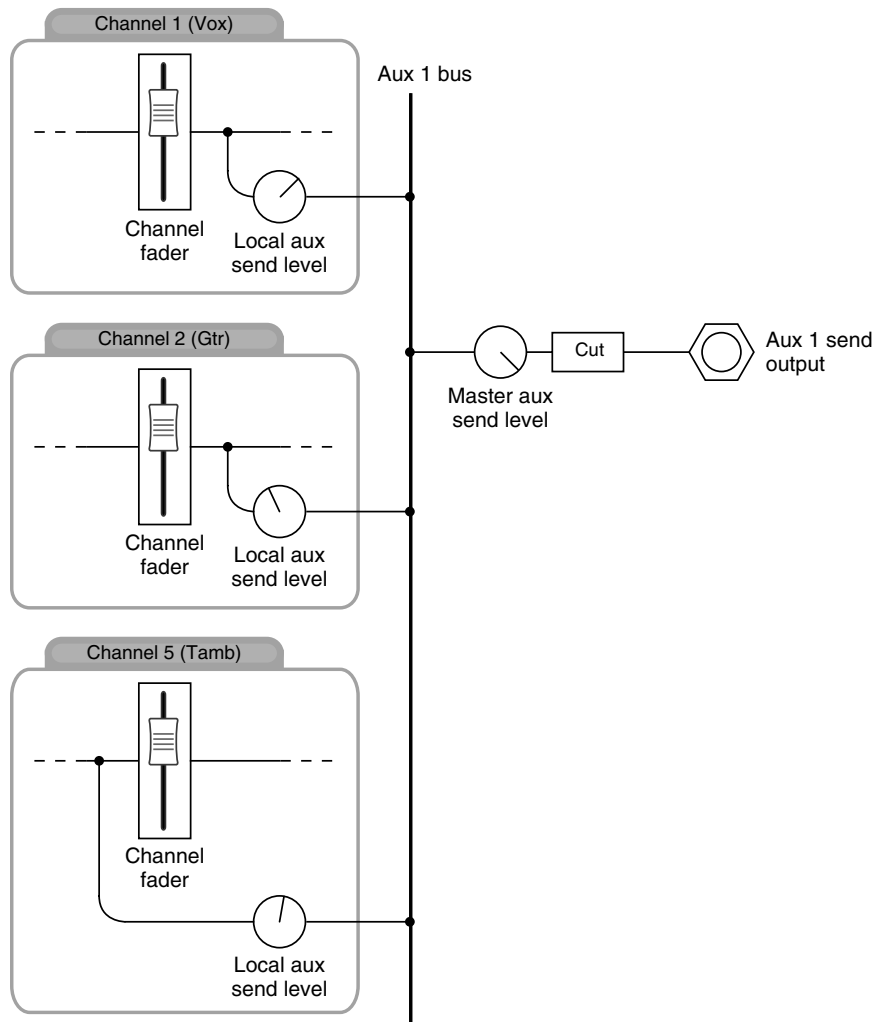 Channel 1 (Vox)
Aux 1 bus
Channel
fader
Local aux
send level
Channel 2 (Gtr)
Cut
Aux 1 send
output
Master aux
send level
Channel
fader
Local aux
send level
Channel 5 (Tamb)
Channel
fader
Local aux
send level